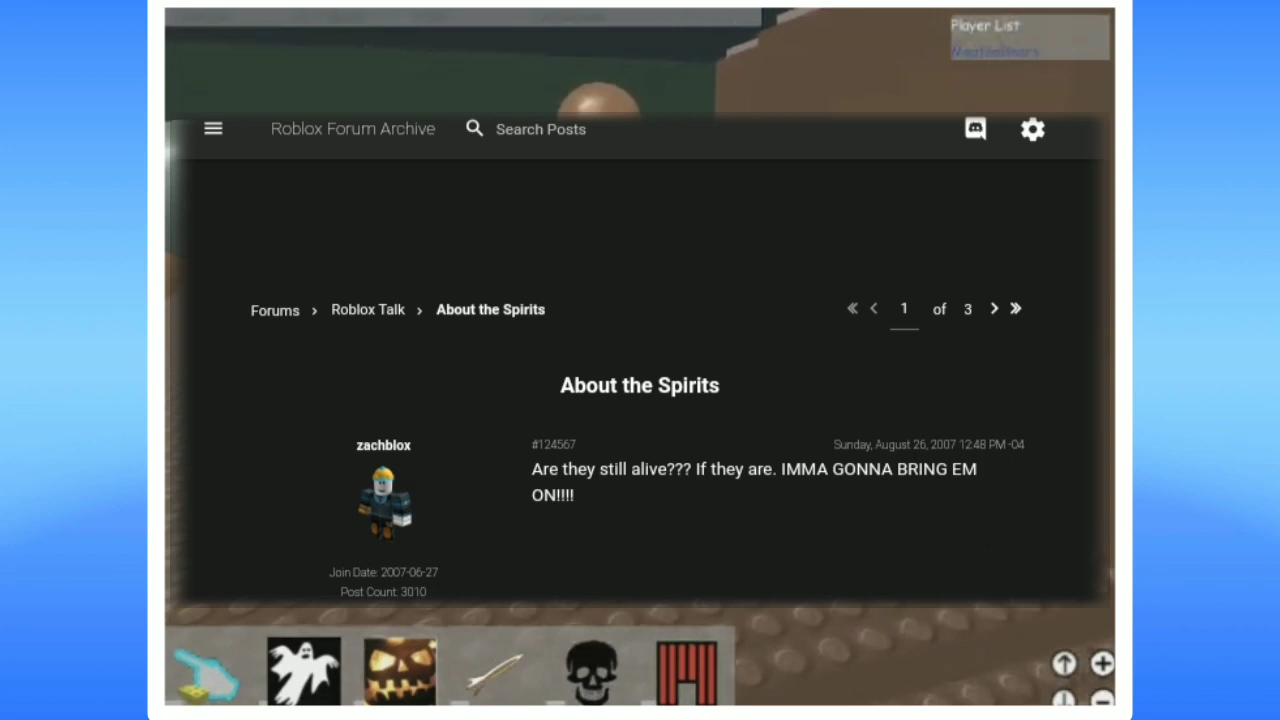 Player List
Roblox Forum Archive
Search Posts
Forums › Roblox Talk › About the Spirits
« ‹ 1 of 3 › »
About the Spirits
zachblox
#124567
Sunday, August 26, 2007 12:48 PM -04
Are they still alive??? If they are. IMMA GONNA BRING EM
ON!!!!
Join Date: 2007-06-27
Post Count: 3010